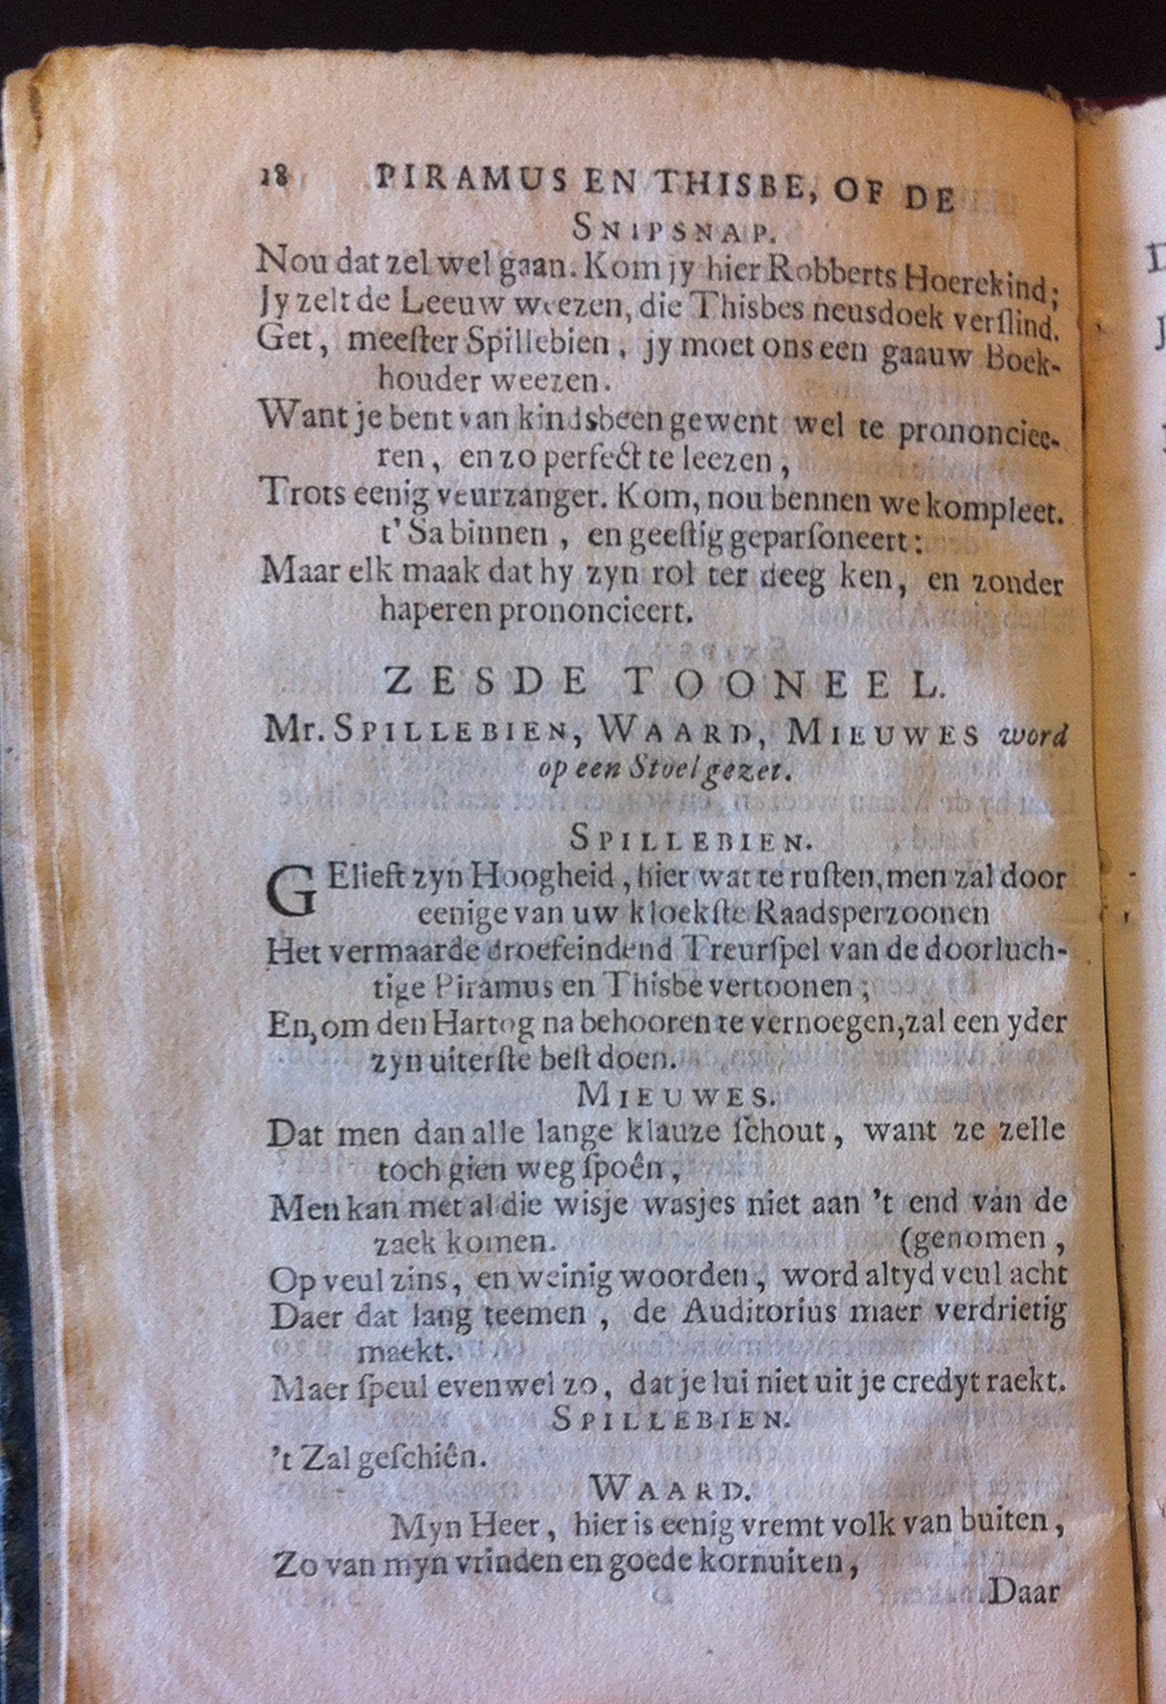 18 PIRAMUS EN THISBE, OF DE
SNIPSNAP.
Nou dat zel wel gaan. Kom jy hier Robberts Hoerekind;
Jy zelt de Leeuw weezen, die Thisbes neusdoek verſlind.
Get, meeſter Spillebien, jy moet ons een gaauw Boek-
houder weezen.
Want je bent van kindsbeen gewent wel te prononciee-
ren, en zo perfect te leezen,
Trots eenig veurzanger. Kom, nou bennen we kompleet.
t' Sa binnen, en geeſtig geparſoneert:
Maar elk maak dat hy zyn rol ter deeg ken, en zonder
haperen prononcieert.
ZESDE TOONEEL.
Mr. SPILLEBIEN, WAARD, MIEUWES word
op een Stoel gezet.
SPILLEBIEN.
GElieft zyn Hoogheid, hier wat te ruſten, men zal door
eenige van uw kloekſte Raadsperzoonen
Het vermaarde droefeindend Treurſpel van de doorluch-
tige Piramus en Thisbe vertoonen;
En, om den Hartog na behooren te vernoegen, zal een yder
zyn uiterſte beſt doen.
MIEUWES.
Dat men dan alle lange klauze ſchout, want ze zelle
toch gien weg ſpoên,
Men kan met al die wisje wasjes niet aan 't end van de
zaek komen. (genomen,
Op veul zins, en weinig woorden, word altyd veul acht
Daer dat lang teemen, de Auditorius maer verdrietig
maekt.
Maer ſpeul evenwel zo, dat je lui niet uit je credyt raekt.
SPILLEBIEN.
't Zal geſchiên.
WAARD.
Myn Heer, hier is eenig vremt volk van buiten,
Zo van myn vrinden en goede kornuiten,
Daar